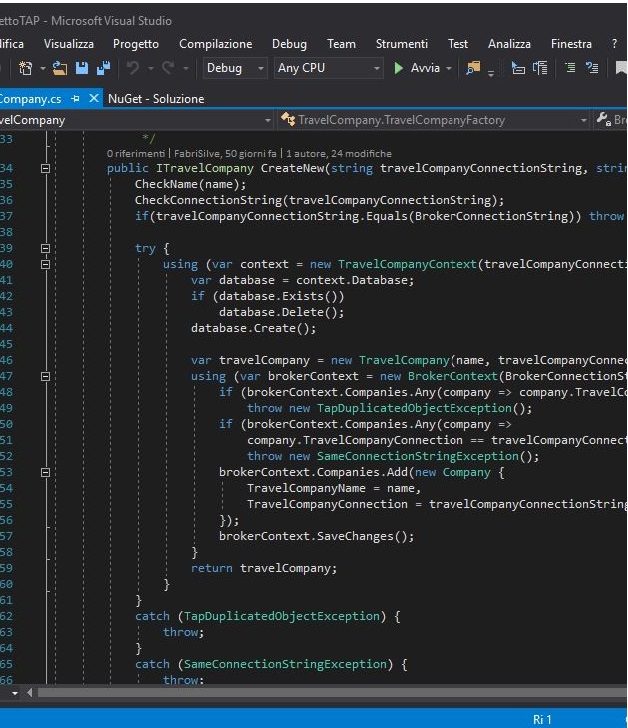 ettoTAP - Microsoft Visual Studio
ifica Visualizza Progetto Compilazione Debug Team Strumenti Test Analizza Finestra ?
Debug Any CPU Avvia
Company.cs NuGet - Soluzione
velCompany TravelCompany.TravelCompanyFactory Bro
33 */
0 riferimenti | FabriSilve, 50 giorni fa | 1 autore, 24 modifiche
34 public ITravelCompany CreateNew(string travelCompanyConnectionString, strin
35 CheckName(name);
36 CheckConnectionString(travelCompanyConnectionString);
37 if(travelCompanyConnectionString.Equals(BrokerConnectionString)) throw
38
39 try {
40 using (var context = new TravelCompanyContext(travelCompanyConnecti
41 var database = context.Database;
42 if (database.Exists())
43 database.Delete();
44 database.Create();
45
46 var travelCompany = new TravelCompany(name, travelCompanyConnec
47 using (var brokerContext = new BrokerContext(BrokerConnectionSt
48 if (brokerContext.Companies.Any(company => company.TravelCo
49 throw new TapDuplicatedObjectException();
50 if (brokerContext.Companies.Any(company =>
51 company.TravelCompanyConnection == travelCompanyConnect
52 throw new SameConnectionStringException();
53 brokerContext.Companies.Add(new Company {
54 TravelCompanyName = name,
55 TravelCompanyConnection = travelCompanyConnectionString
56 });
57 brokerContext.SaveChanges();
58 }
59 return travelCompany;
60 }
61 }
62 catch (TapDuplicatedObjectException) {
63 throw;
64 }
65 catch (SameConnectionStringException) {
66 throw;
Ri 1